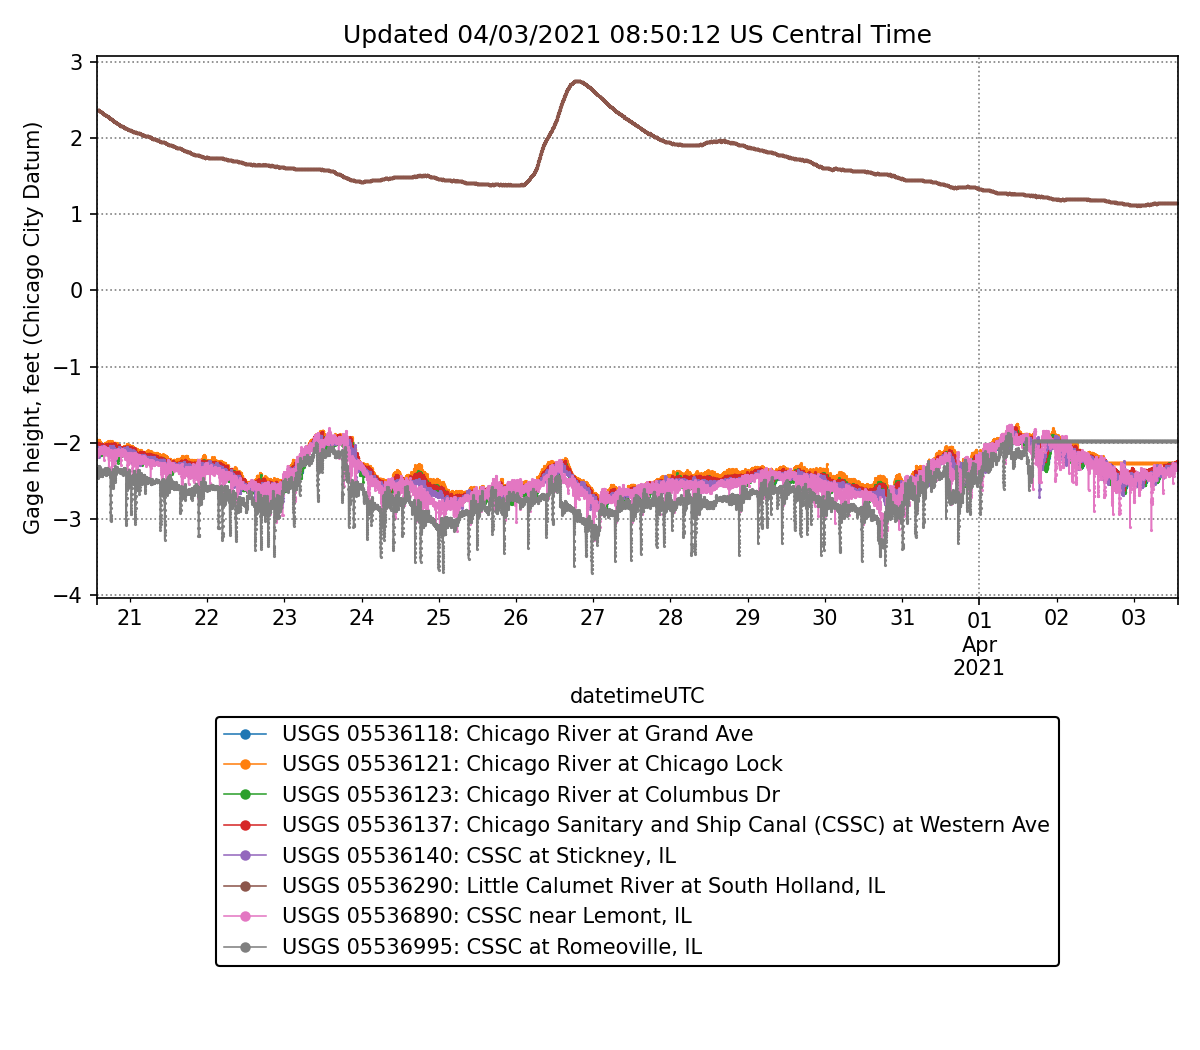 Updated 04/03/2021 08:50:12 US Central Time
Gage height, feet (Chicago City Datum)
3
2
1
0
−1
−2
−3
−4
21 22 23 24 25 26 27 28 29 30 31 01 02 03
Apr
2021
datetimeUTC
USGS 05536118: Chicago River at Grand Ave
USGS 05536121: Chicago River at Chicago Lock
USGS 05536123: Chicago River at Columbus Dr
USGS 05536137: Chicago Sanitary and Ship Canal (CSSC) at Western Ave
USGS 05536140: CSSC at Stickney, IL
USGS 05536290: Little Calumet River at South Holland, IL
USGS 05536890: CSSC near Lemont, IL
USGS 05536995: CSSC at Romeoville, IL